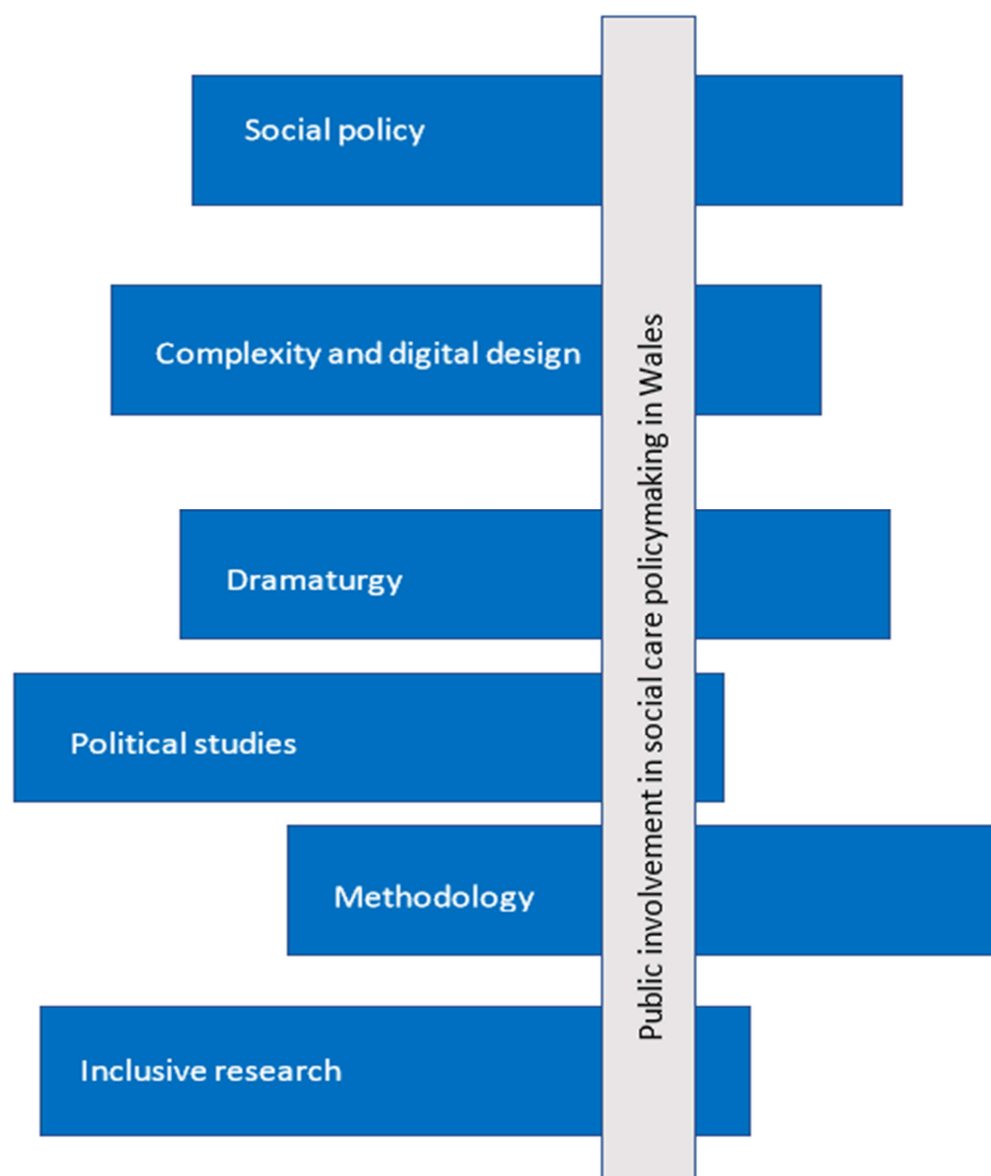 Social policy
Complexity and digital design
Dramaturgy
Political studies
Methodology
Inclusive research
Public involvement in social care policymaking in Wales